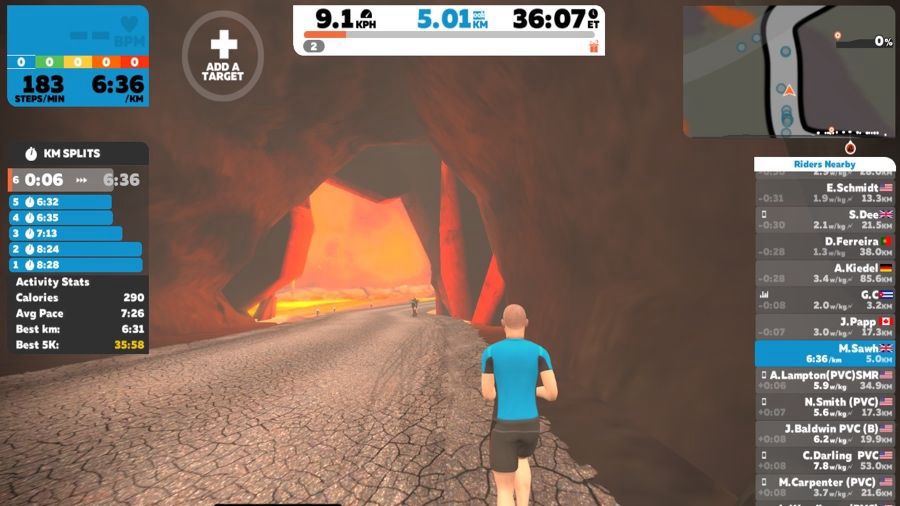 -- BPM
0 0 0 0 0
183 STEPS/MIN 6:36 /KM
ADD A
TARGET
9.1 KPH 5.01 KM 36:07 ET
2
0%
KM SPLITS
6 0:06 6:36
5 6:32
4 6:35
3 7:13
2 8:24
1 8:28
Activity Stats
Calories 290
Avg Pace 7:26
Best km: 6:31
Best 5K: 35:58
Riders Nearby
E.Schmidt
-0:31 1.9w/kg 13.3KM
S.Dee
-0:30 2.1w/kg 21.5KM
D.Ferreira
-0:28 1.3w/kg 38.0KM
A.Kiedel
-0:28 3.4w/kg 85.6KM
G.C
-0:08 2.0w/kg 3.2KM
J.Papp
-0:07 3.0w/kg 17.3KM
M.Sawh
6:36/km 5.0KM
A.Lampton(PVC)SMR
+0:06 5.9w/kg 34.9KM
N.Smith (PVC)
+0:07 5.6w/kg 17.3KM
J.Baldwin PVC (B)
+0:08 6.2w/kg 19.9KM
C.Darling PVC
+0:08 7.8w/kg 53.0KM
M.Carpenter (PVC)
+0:08 3.7w/kg 21.6KM